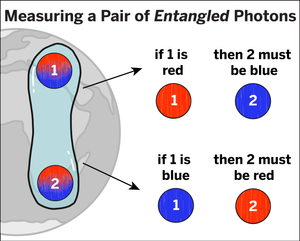 Measuring a Pair of Entangled Photons
1
2
if 1 is
red
then 2 must
be blue
1
2
if 1 is
blue
then 2 must
be red
1
2